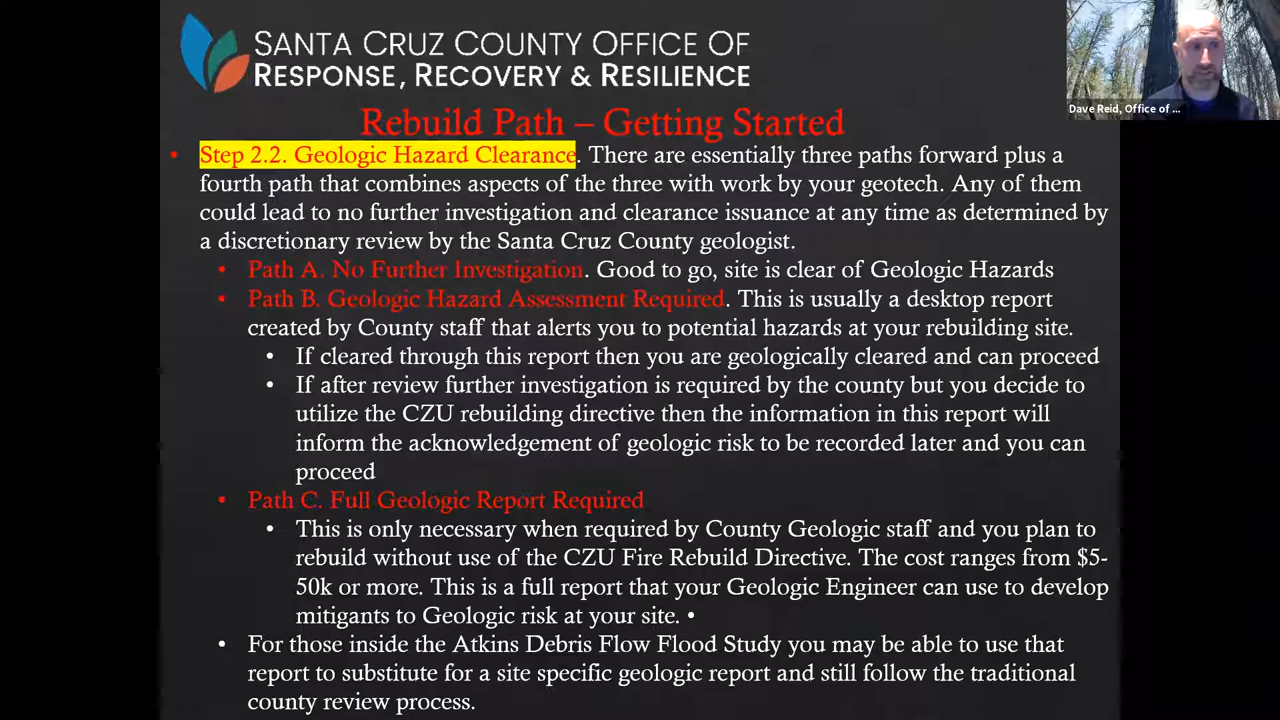 SANTA CRUZ COUNTY OFFICE OF
RESPONSE, RECOVERY & RESILIENCE
Dave Reid, Office of ...
Rebuild Path – Getting Started
• Step 2.2. Geologic Hazard Clearance. There are essentially three paths forward plus a
fourth path that combines aspects of the three with work by your geotech. Any of them
could lead to no further investigation and clearance issuance at any time as determined by
a discretionary review by the Santa Cruz County geologist.
• Path A. No Further Investigation. Good to go, site is clear of Geologic Hazards
• Path B. Geologic Hazard Assessment Required. This is usually a desktop report
created by County staff that alerts you to potential hazards at your rebuilding site.
• If cleared through this report then you are geologically cleared and can proceed
• If after review further investigation is required by the county but you decide to
utilize the CZU rebuilding directive then the information in this report will
inform the acknowledgement of geologic risk to be recorded later and you can
proceed
• Path C. Full Geologic Report Required
• This is only necessary when required by County Geologic staff and you plan to
rebuild without use of the CZU Fire Rebuild Directive. The cost ranges from $5-
50k or more. This is a full report that your Geologic Engineer can use to develop
mitigants to Geologic risk at your site. •
• For those inside the Atkins Debris Flow Flood Study you may be able to use that
report to substitute for a site specific geologic report and still follow the traditional
county review process.